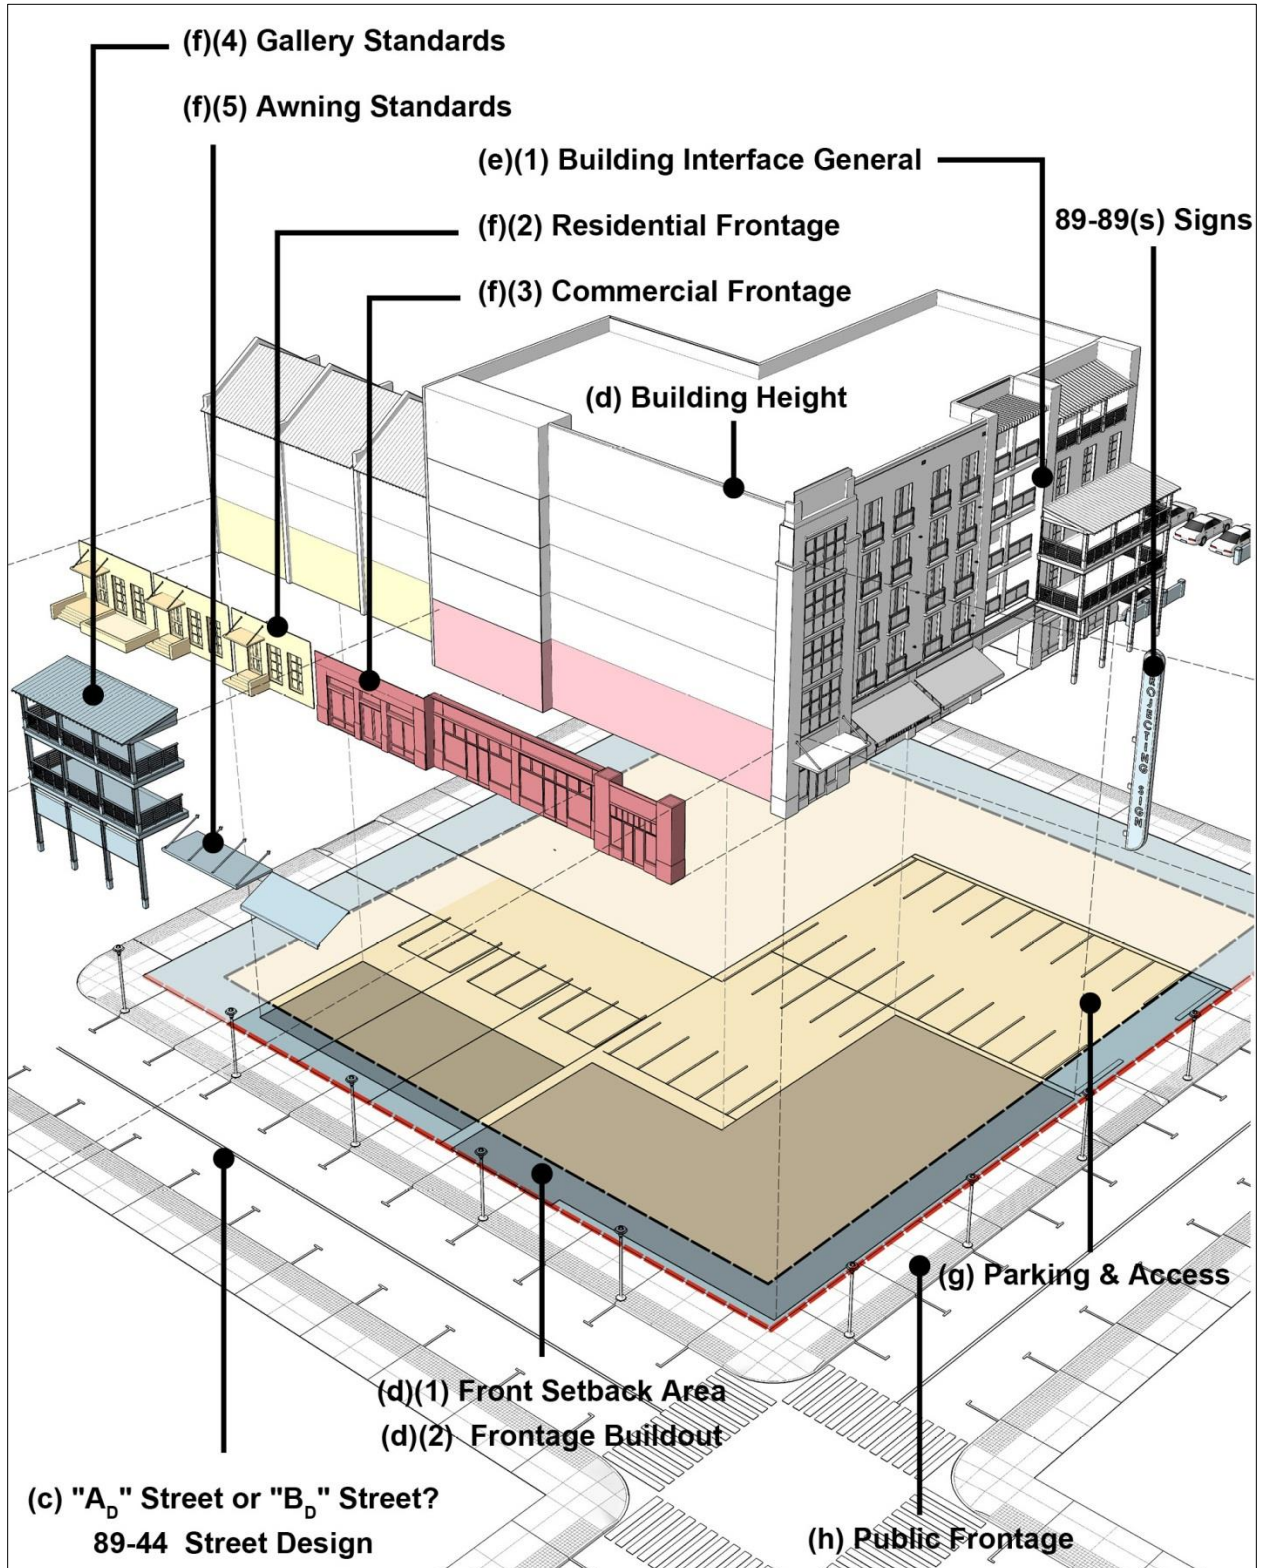 (f)(4) Gallery Standards
(f)(5) Awning Standards
(e)(1) Building Interface General
(f)(2) Residential Frontage
89-89(s) Signs
(f)(3) Commercial Frontage
(d) Building Height
PROJECTING SIGN
(g) Parking & Access
(d)(1) Front Setback Area
(d)(2) Frontage Buildout
(c) "A_D" Street or "B_D" Street?
89-44 Street Design
(h) Public Frontage